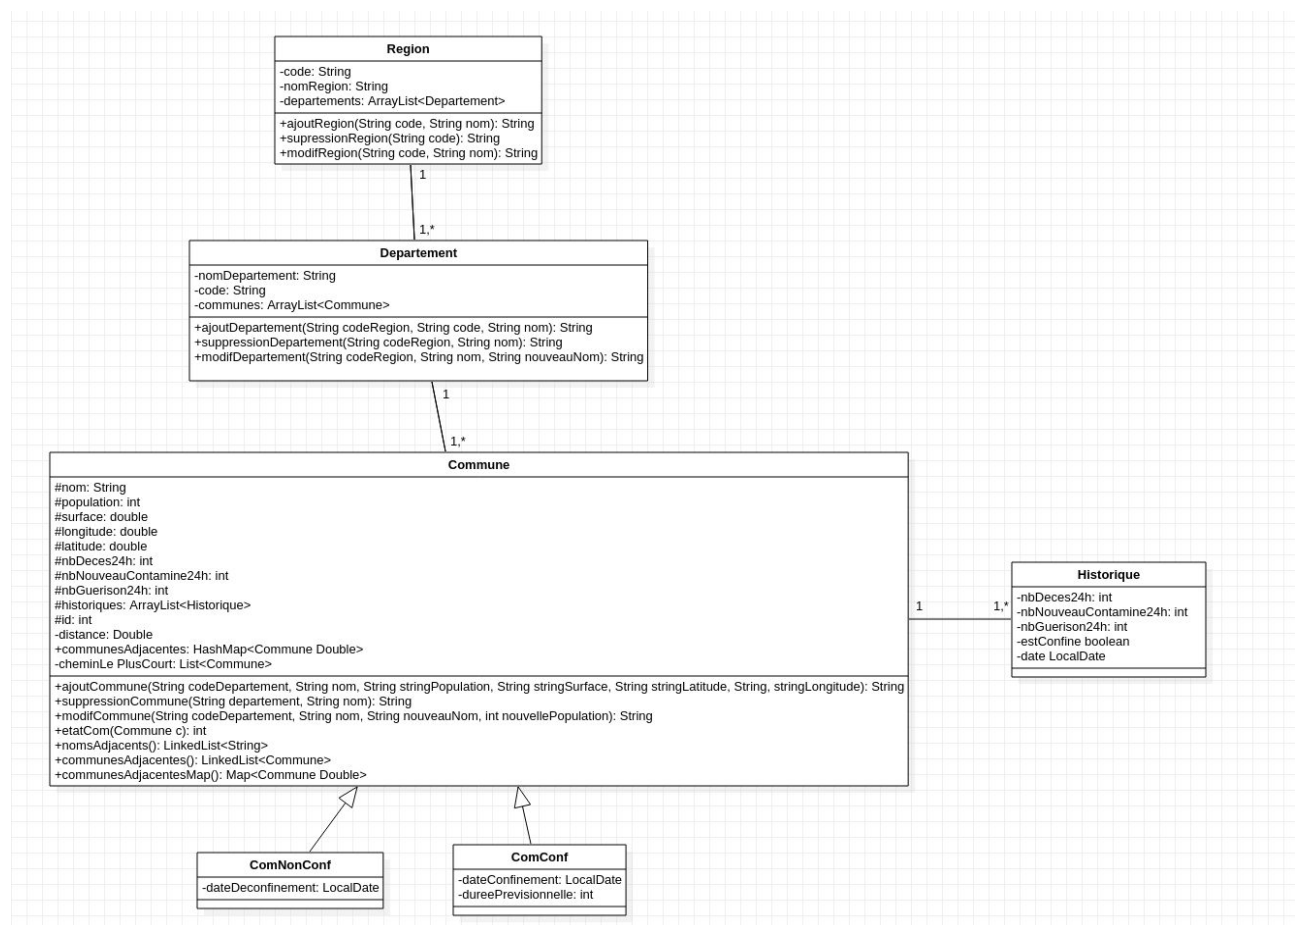 Region
-code: String
-nomRegion: String
-departements: ArrayList<Departement>
+ajoutRegion(String code, String nom): String
+supressionRegion(String code): String
+modifRegion(String code, String nom): String
1
1,*
Departement
-nomDepartement: String
-code: String
-communes: ArrayList<Commune>
+ajoutDepartement(String codeRegion, String code, String nom): String
+suppressionDepartement(String codeRegion, String nom): String
+modifDepartement(String codeRegion, String nom, String nouveauNom): String
1
1,*
Commune
#nom: String
#population: int
#surface: double
#longitude: double
#latitude: double
#nbDeces24h: int
#nbNouveauContamine24h: int
#nbGuerison24h: int
#historiques: ArrayList<Historique>
#id: int
-distance: Double
+communesAdjacentes: HashMap<Commune Double>
-cheminLe PlusCourt: List<Commune>
+ajoutCommune(String codeDepartement, String nom, String stringPopulation, String stringSurface, String stringLatitude, String, stringLongitude): String
+suppressionCommune(String departement, String nom): String
+modifCommune(String codeDepartement, String nom, String nouveauNom, int nouvellePopulation): String
+etatCom(Commune c): int
+nomsAdjacents(): LinkedList<String>
+communesAdjacentes(): LinkedList<Commune>
+communesAdjacentesMap(): Map<Commune Double>
1
1,*
Historique
-nbDeces24h: int
-nbNouveauContamine24h: int
-nbGuerison24h: int
-estConfine boolean
-date LocalDate
ComNonConf
-dateDeconfinement: LocalDate
ComConf
-dateConfinement: LocalDate
-dureePrevisionnelle: int